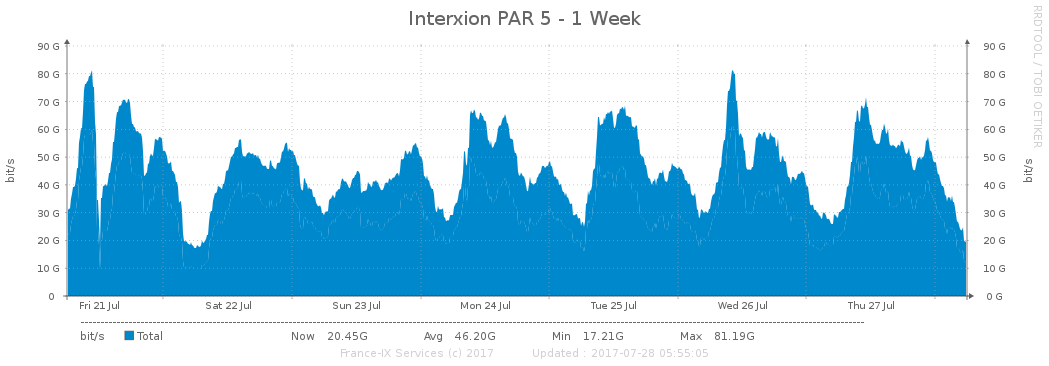 Interxion PAR 5 - 1 Week
RRDTOOL / TOBI OETIKER
90 G 90 G
80 G 80 G
70 G 70 G
60 G 60 G
50 G 50 G
40 G 40 G
30 G 30 G
20 G 20 G
10 G 10 G
0 0 G
bit/s bit/s
Fri 21 Jul Sat 22 Jul Sun 23 Jul Mon 24 Jul Tue 25 Jul Wed 26 Jul Thu 27 Jul
bit/s Total Now 20.45G Avg 46.20G Min 17.21G Max 81.19G
France-IX Services (c) 2017 Updated : 2017-07-28 05:55:05